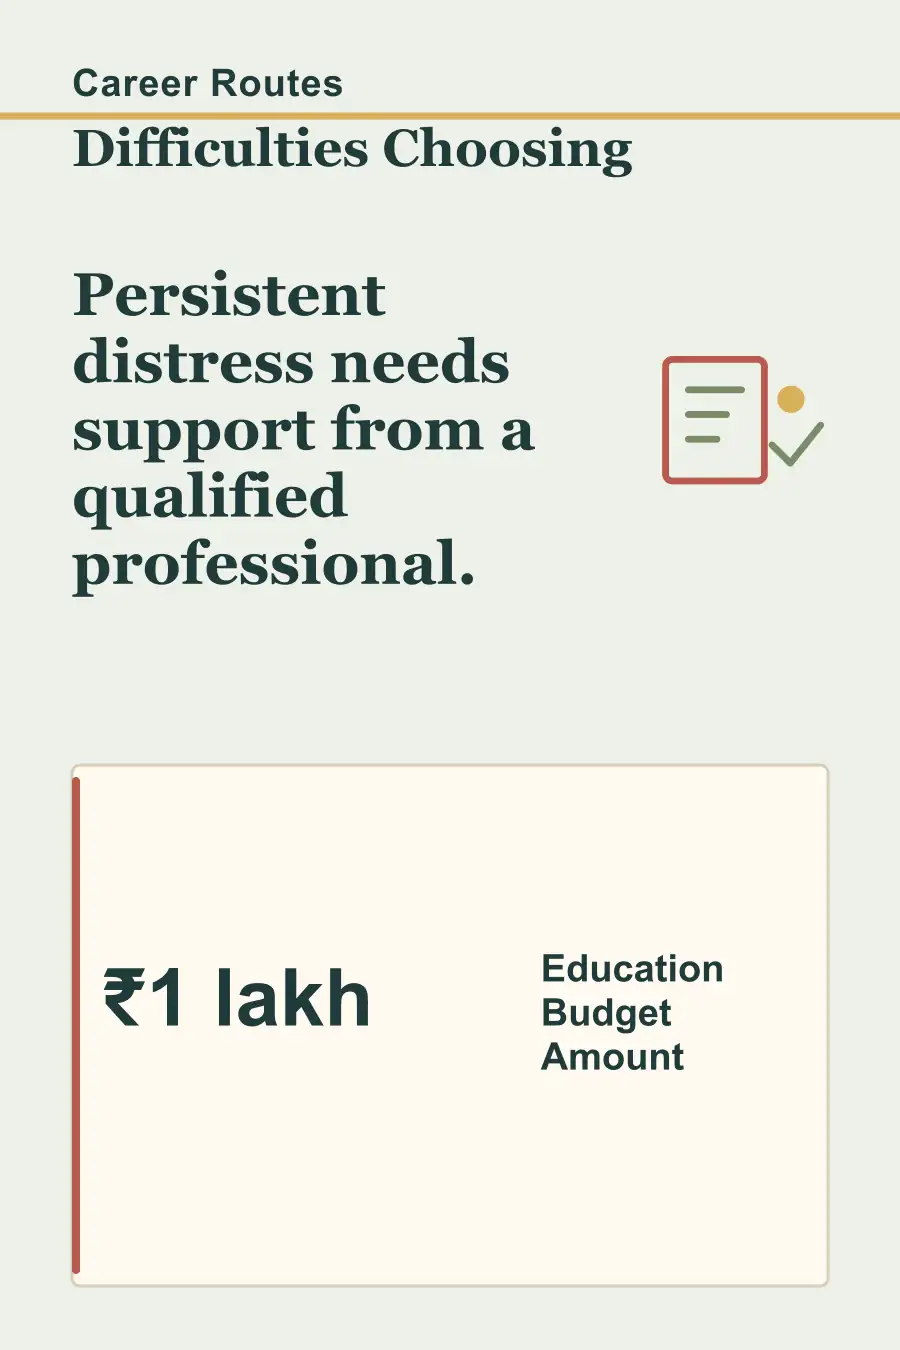 Career Routes
Difficulties Choosing
Persistent
distress needs
support from a
qualified
professional.
₹1 lakh
Education
Budget
Amount